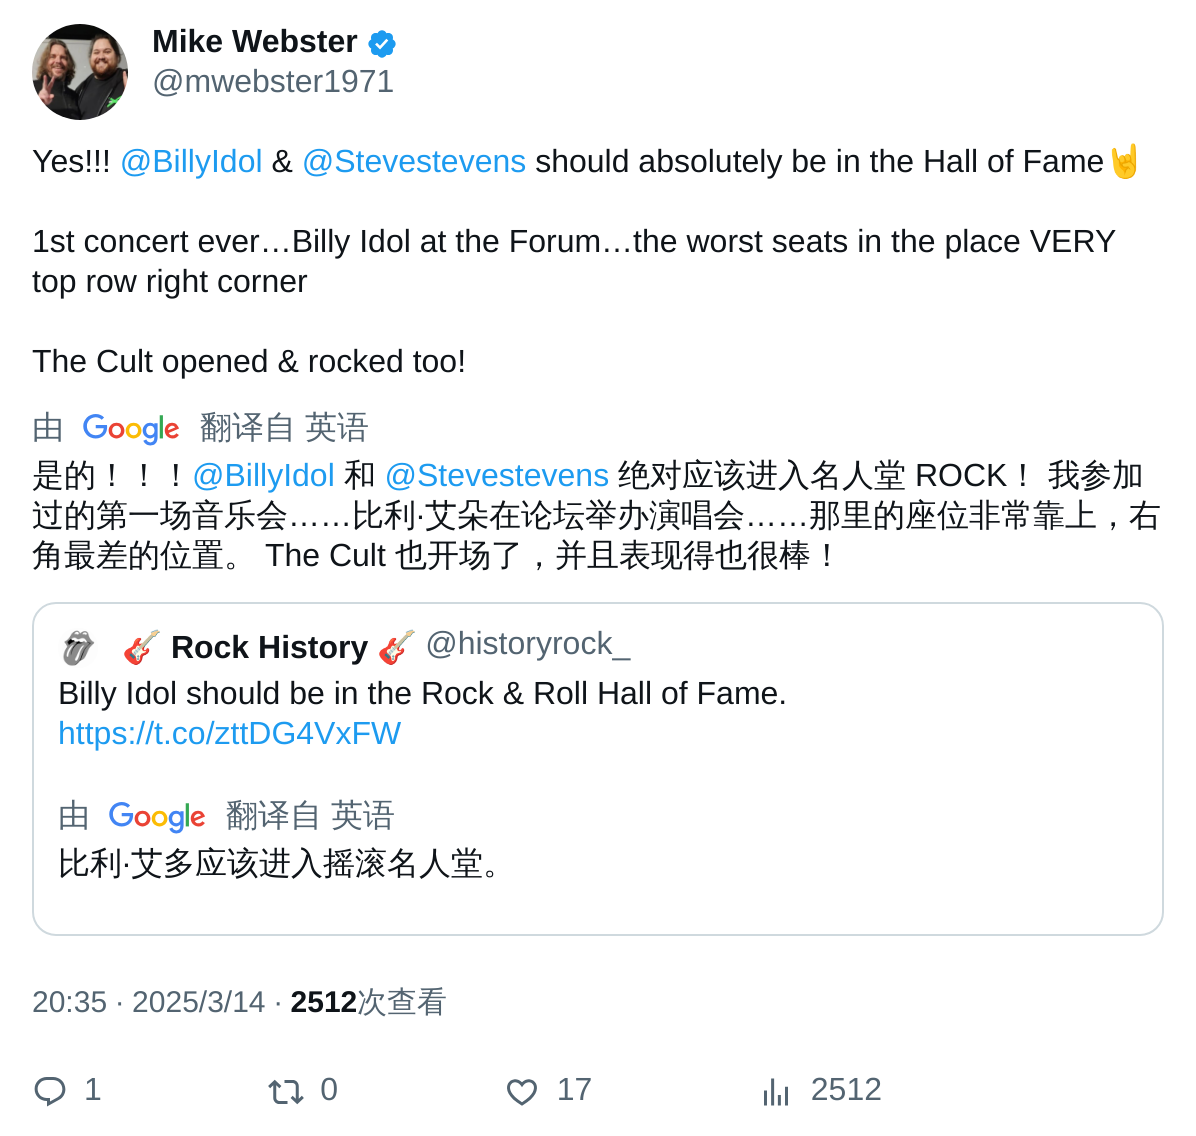 Mike Webster
@mwebster1971
Yes!!! @BillyIdol & @Stevestevens should absolutely be in the Hall of Fame🤘
1st concert ever…Billy Idol at the Forum…the worst seats in the place VERY
top row right corner
The Cult opened & rocked too!
由 Google 翻译自 英语
是的！！！@BillyIdol 和 @Stevestevens 绝对应该进入名人堂 ROCK！ 我参加
过的第一场音乐会……比利·艾朵在论坛举办演唱会……那里的座位非常靠上，右
角最差的位置。 The Cult 也开场了，并且表现得也很棒！
🎸 Rock History 🎸 @historyrock_
Billy Idol should be in the Rock & Roll Hall of Fame.
https://t.co/zttDG4VxFW
由 Google 翻译自 英语
比利·艾多应该进入摇滚名人堂。
20:35 · 2025/3/14 · 2512次查看
1 0 17 2512